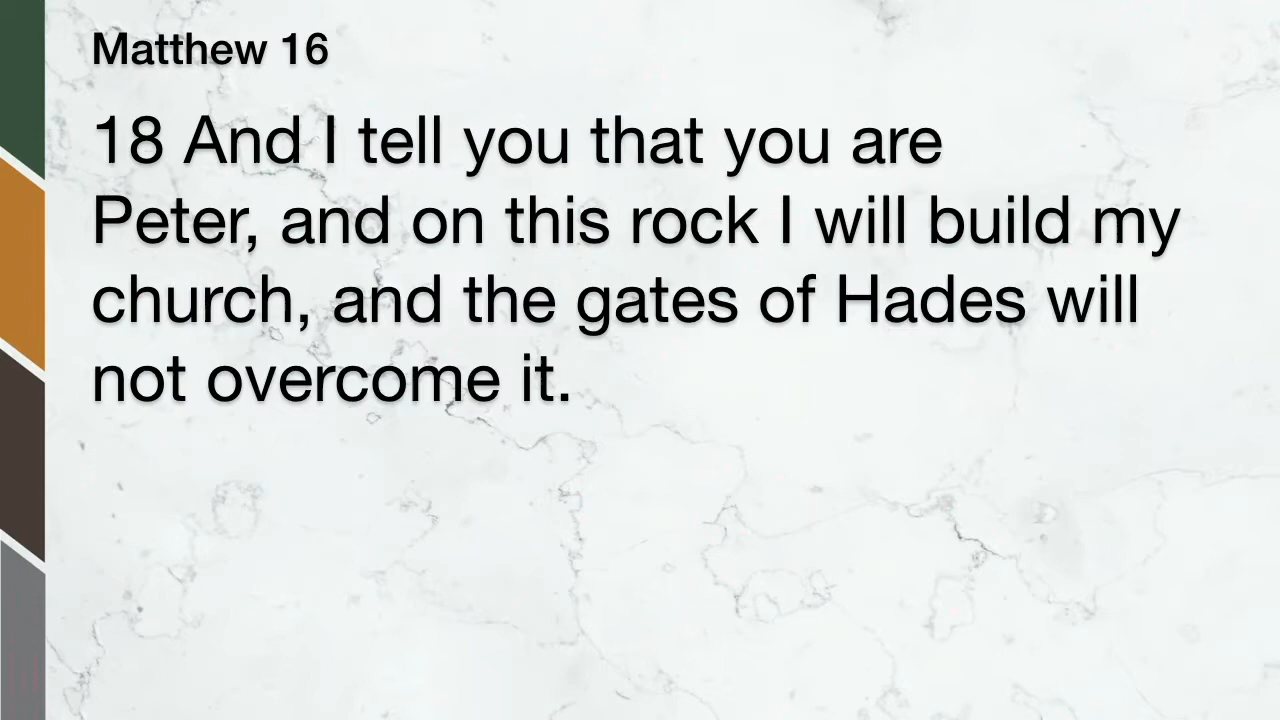 Matthew 16
18 And I tell you that you are
Peter, and on this rock I will build my
church, and the gates of Hades will
not overcome it.